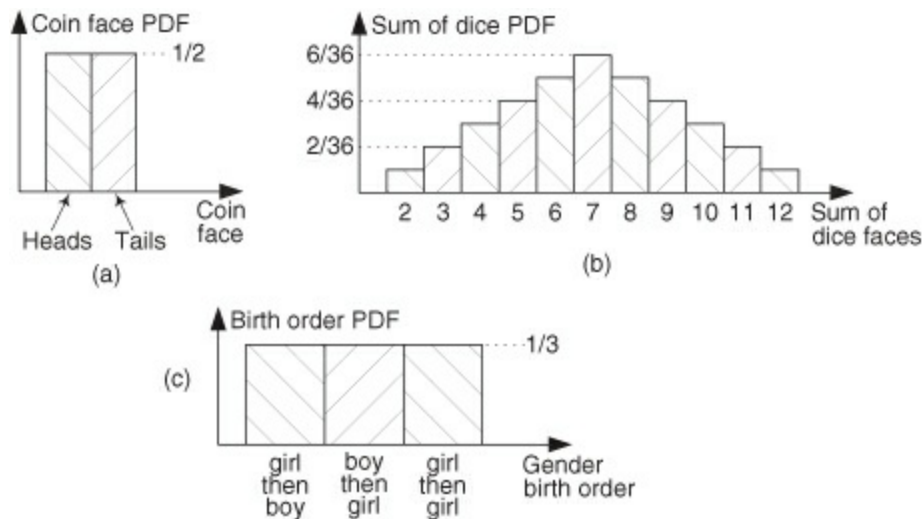 Coin face PDF
1/2
Coin
face
Heads
Tails
(a)
Sum of dice PDF
6/36
4/36
2/36
2 3 4 5 6 7 8 9 10 11 12
Sum of
dice faces
(b)
Birth order PDF
1/3
(c)
girl
then
boy
boy
then
girl
girl
then
girl
Gender
birth order